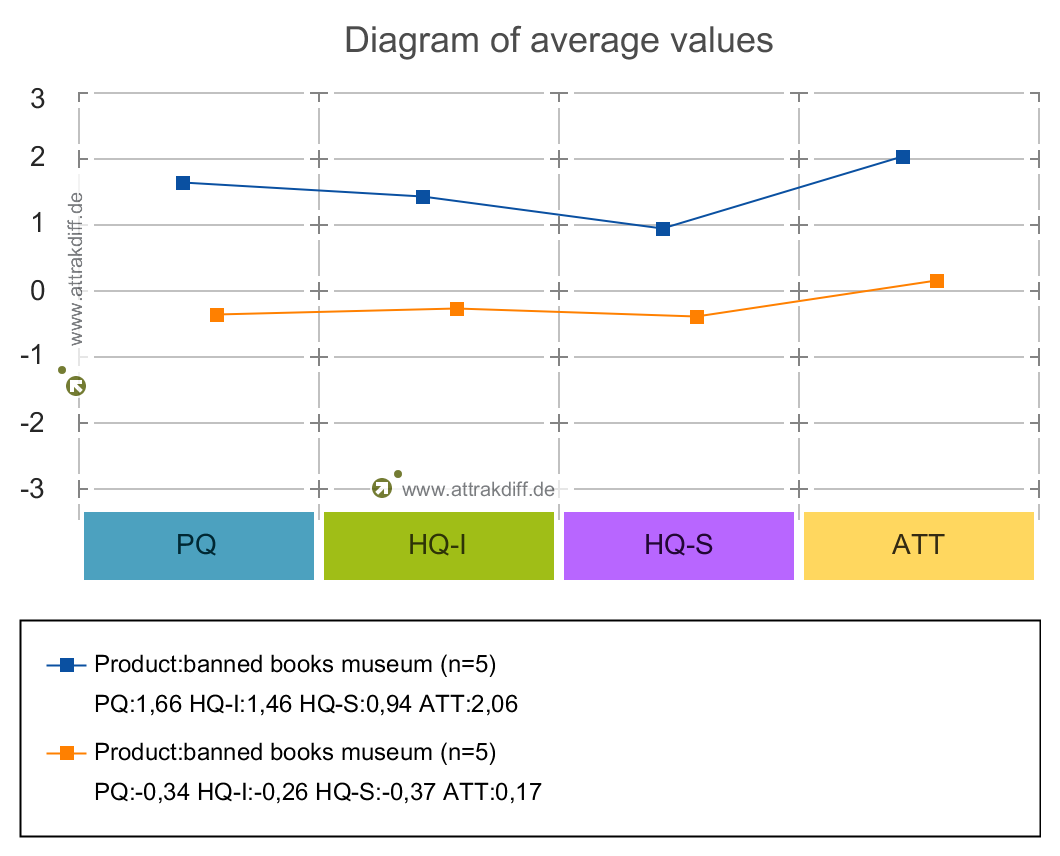 Diagram of average values
3
2
1
0
-1
-2
-3
www.attrakdiff.de
www.attrakdiff.de
PQ HQ-I HQ-S ATT
Product:banned books museum (n=5)
PQ:1,66 HQ-I:1,46 HQ-S:0,94 ATT:2,06
Product:banned books museum (n=5)
PQ:-0,34 HQ-I:-0,26 HQ-S:-0,37 ATT:0,17